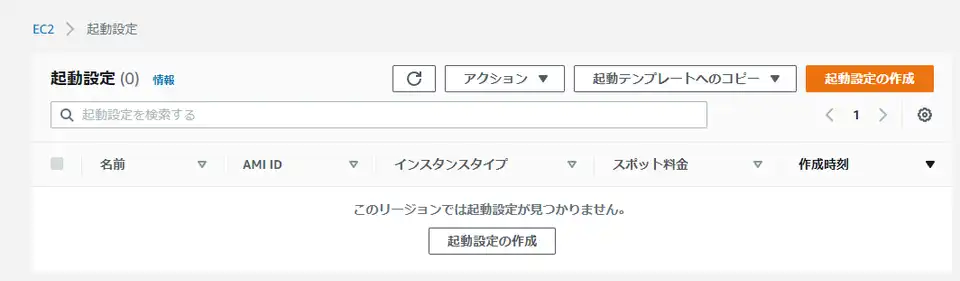 EC2 > 起動設定
起動設定 (0) 情報 アクション ▼ 起動テンプレートへのコピー ▼ 起動設定の作成
起動設定を検索する < 1 >
名前 ▽ AMI ID ▽ インスタンスタイプ ▽ スポット料金 ▽ 作成時刻 ▼
このリージョンでは起動設定が見つかりません。
起動設定の作成